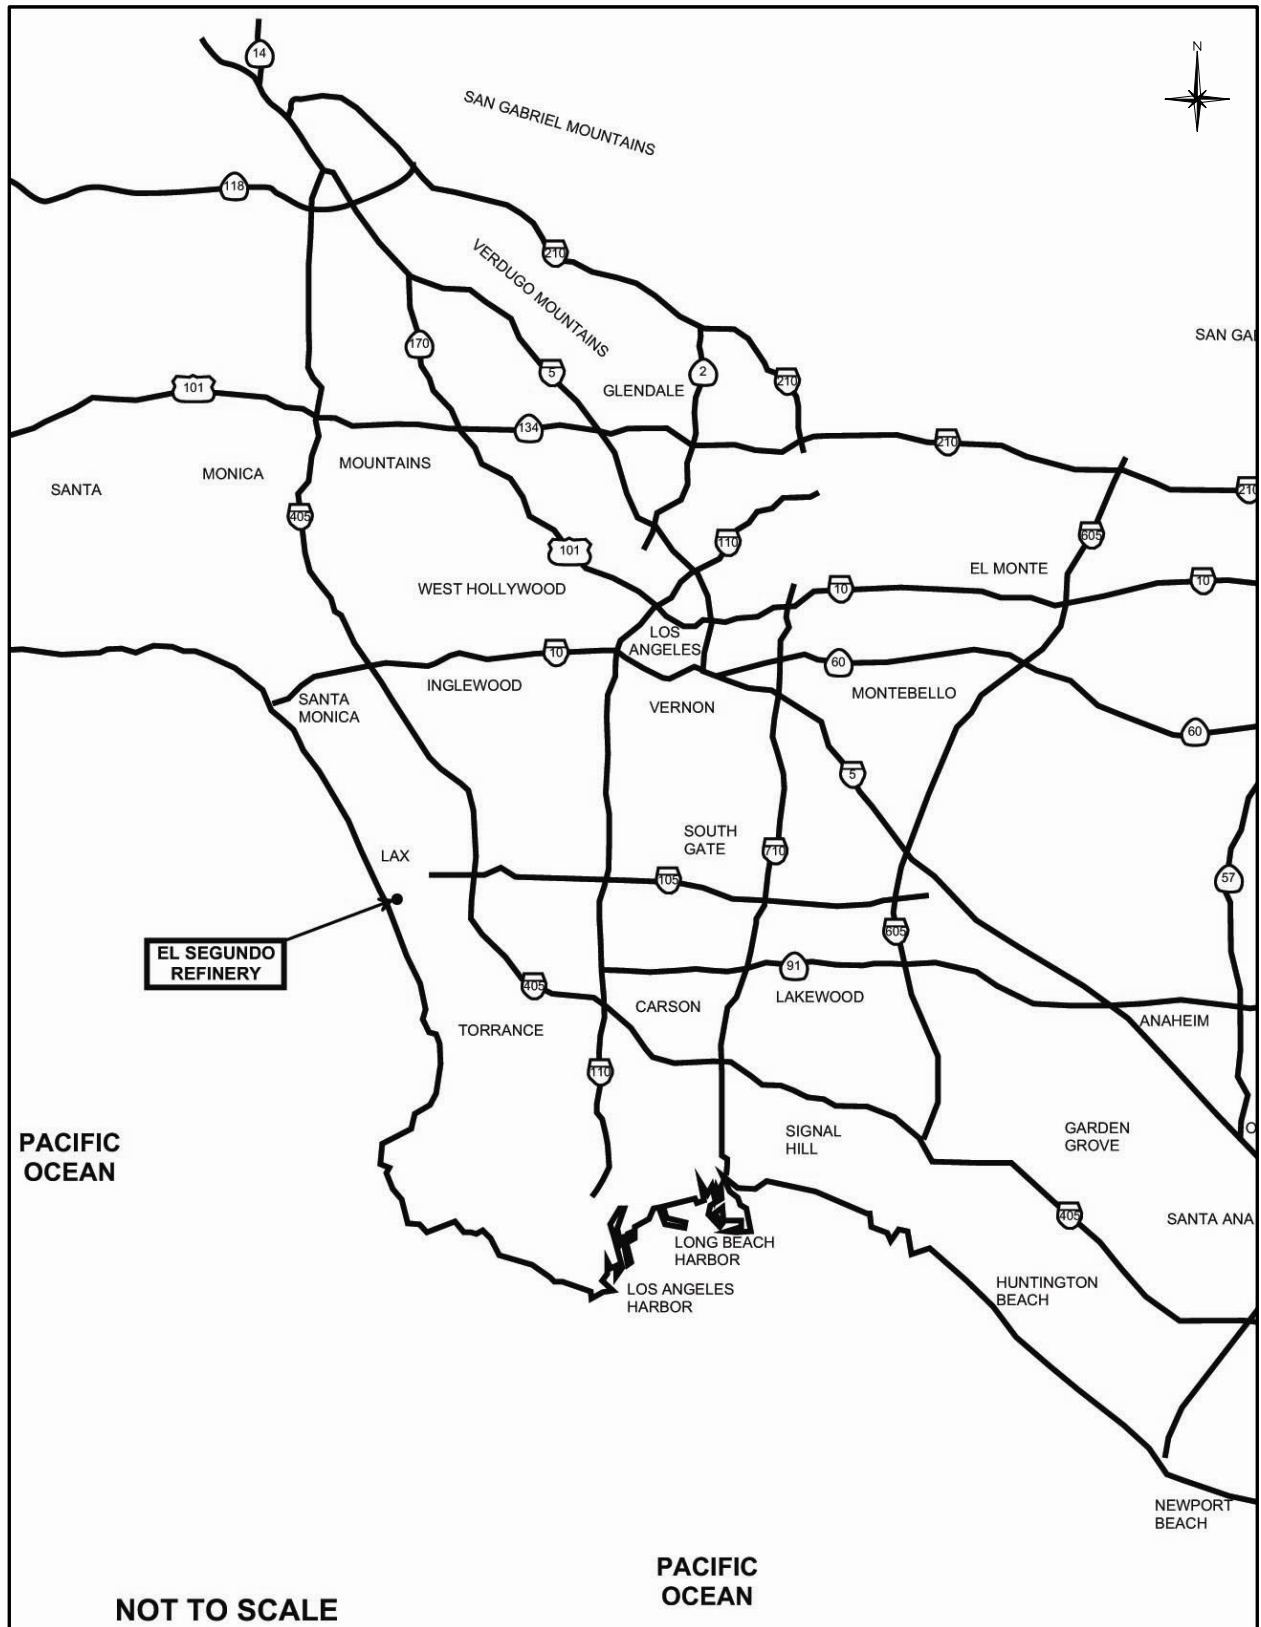 N
14
SAN GABRIEL MOUNTAINS
118
210
VERDUGO MOUNTAINS
SAN GA
170
5
2
210
101
GLENDALE
134
210
MOUNTAINS
MONICA
SANTA
210
405
605
110
101
EL MONTE
10
10
WEST HOLLYWOOD
LOS
ANGELES
10
60
INGLEWOOD
MONTEBELLO
SANTA
MONICA
VERNON
60
5
SOUTH
GATE
710
LAX
105
57
605
EL SEGUNDO
REFINERY
91
405
LAKEWOOD
CARSON
ANAHEIM
TORRANCE
110
PACIFIC
OCEAN
SIGNAL
HILL
GARDEN
GROVE
O
405
SANTA ANA
LONG BEACH
HARBOR
HUNTINGTON
BEACH
LOS ANGELES
HARBOR
NEWPORT
BEACH
PACIFIC
OCEAN
NOT TO SCALE